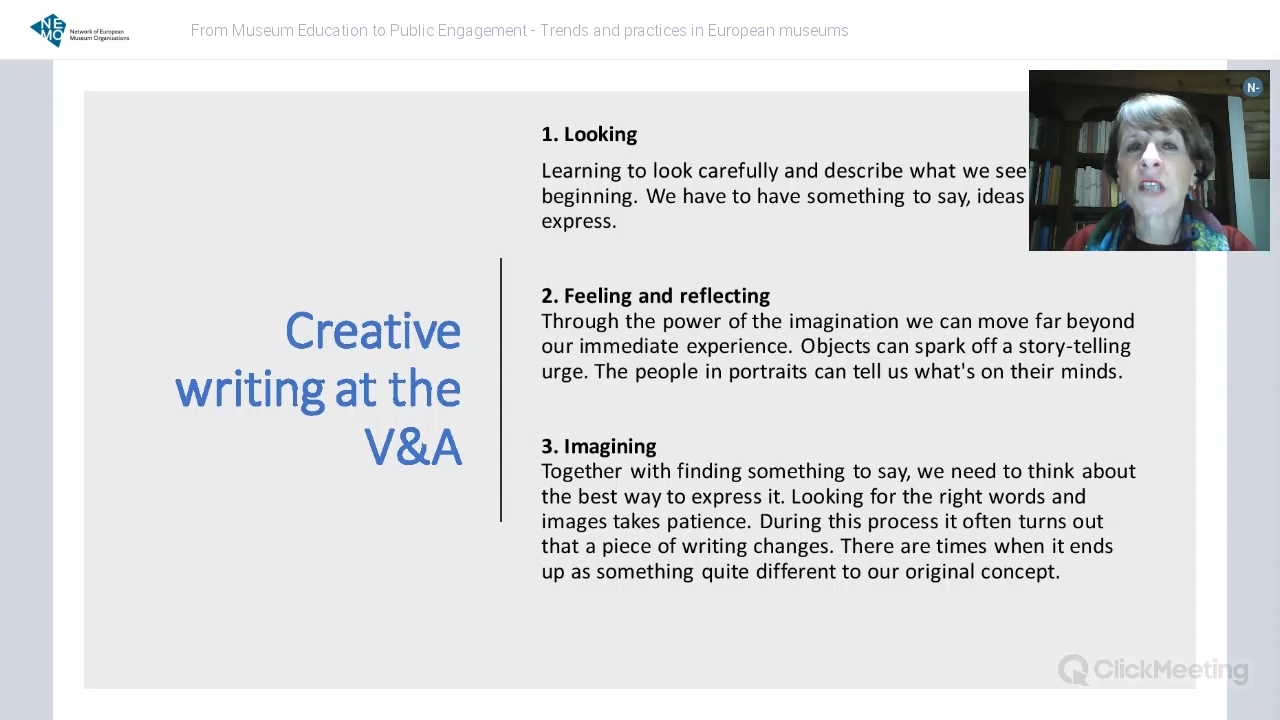 NE
MO
Network of European
Museum Organisations
From Museum Education to Public Engagement - Trends and practices in European museums
N-
1. Looking
Learning to look carefully and describe what we see
beginning. We have to have something to say, ideas
express.
Creative
writing at the
V&A
2. Feeling and reflecting
Through the power of the imagination we can move far beyond
our immediate experience. Objects can spark off a story-telling
urge. The people in portraits can tell us what's on their minds.
3. Imagining
Together with finding something to say, we need to think about
the best way to express it. Looking for the right words and
images takes patience. During this process it often turns out
that a piece of writing changes. There are times when it ends
up as something quite different to our original concept.
ClickMeeting